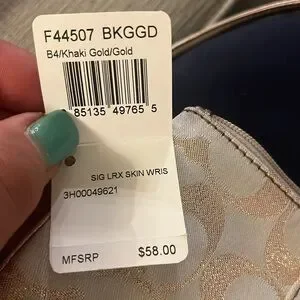 F44507 BKGGD
B4/Khaki Gold/Gold
85135 49765 5
SIG LRX SKIN WRIS
3H00049621
MFSRP $58.00